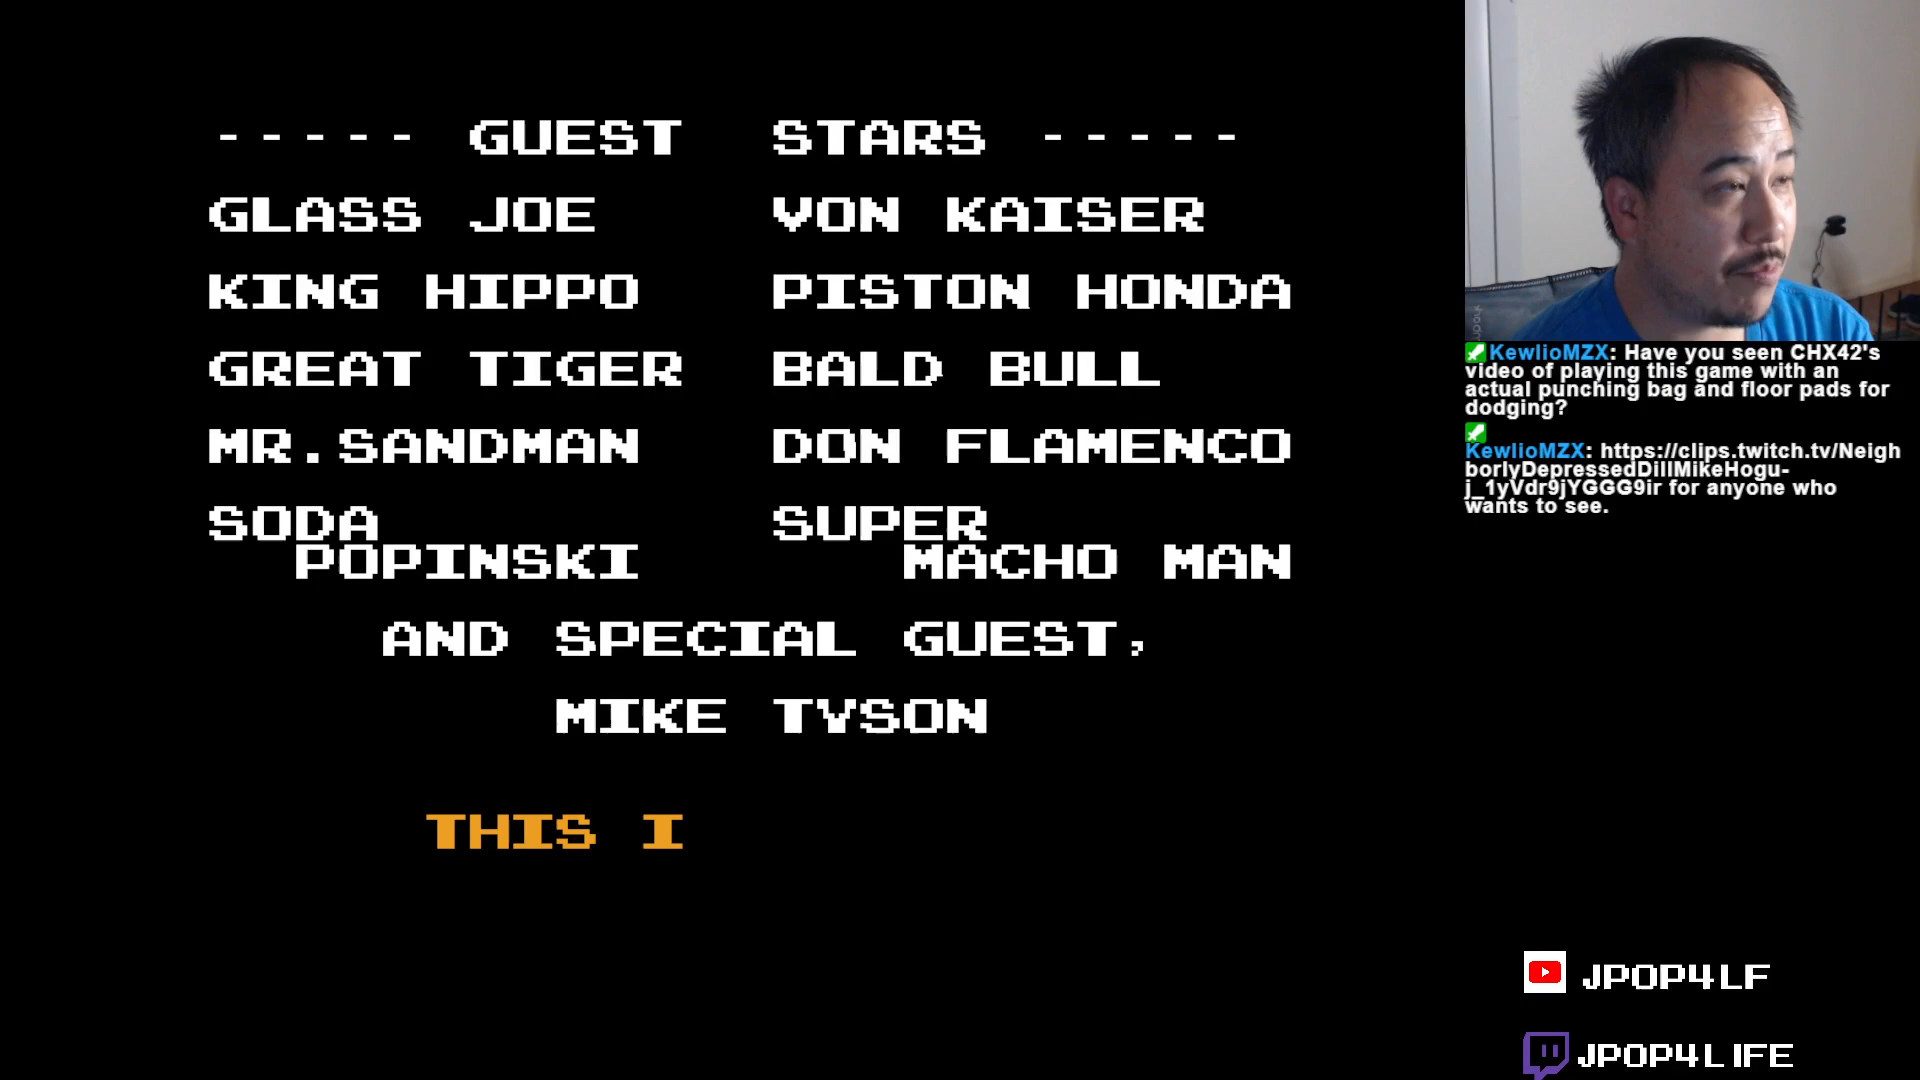 ----- GUEST STARS -----
GLASS JOE VON KAISER
KING HIPPO PISTON HONDA
GREAT TIGER BALD BULL
MR.SANDMAN DON FLAMENCO
SODA SUPER
POPINSKI MACHO MAN
AND SPECIAL GUEST,
MIKE TYSON
THIS I
KewlioMZX: Have you seen CHX42's
video of playing this game with an
actual punching bag and floor pads for
dodging?
KewlioMZX: https://clips.twitch.tv/Neigh
borlyDepressedDillMikeHogu-
j_1yVdr9jYGGG9ir for anyone who
wants to see.
JPOP4LF
JPOP4LIFE